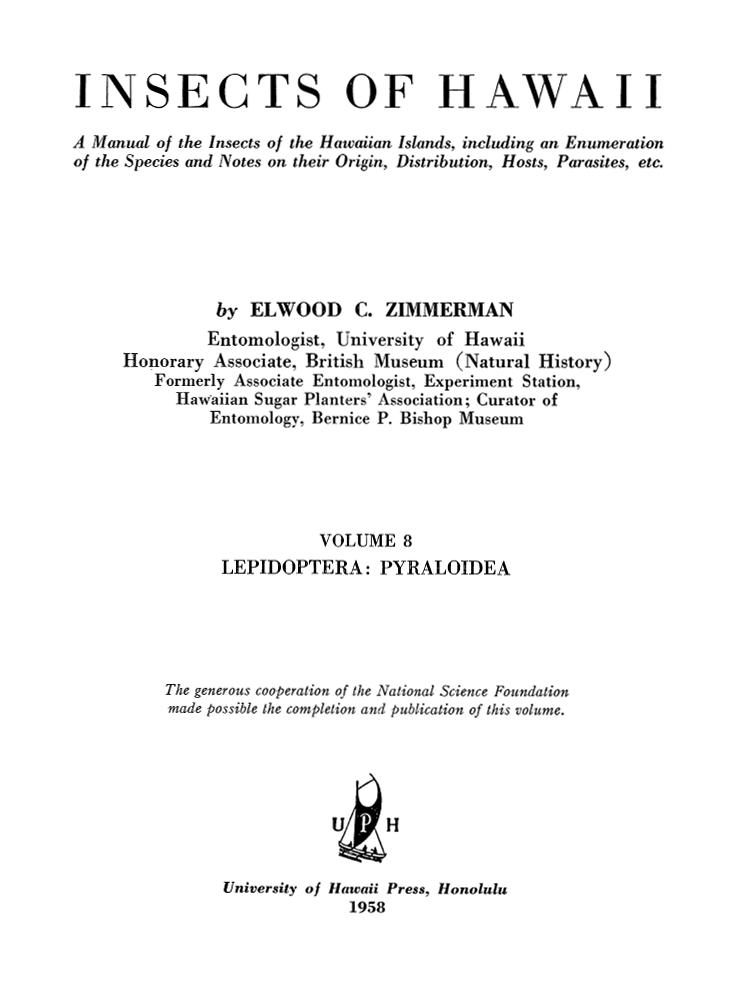 INSECTS OF HAWAII
A Manual of the Insects of the Hawaiian Islands, including an Enumeration
of the Species and Notes on their Origin, Distribution, Hosts, Parasites, etc.
by ELWOOD C. ZIMMERMAN
Entomologist, University of Hawaii
Honorary Associate, British Museum (Natural History)
Formerly Associate Entomologist, Experiment Station,
Hawaiian Sugar Planters' Association; Curator of
Entomology, Bernice P. Bishop Museum
VOLUME 8
LEPIDOPTERA: PYRALOIDEA
The generous cooperation of the National Science Foundation
made possible the completion and publication of this volume.
U P H
University of Hawaii Press, Honolulu
1958